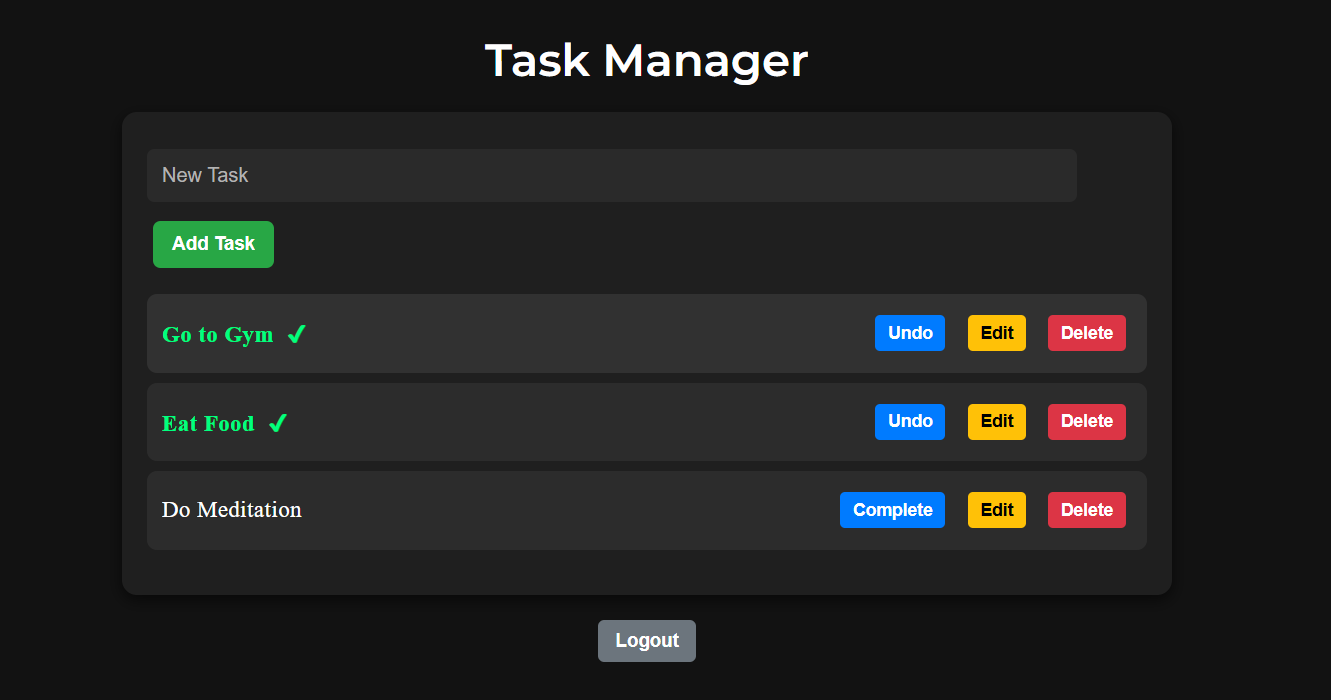 Task Manager
New Task
Add Task
Go to Gym ✔ Undo Edit Delete
Eat Food ✔ Undo Edit Delete
Do Meditation Complete Edit Delete
Logout